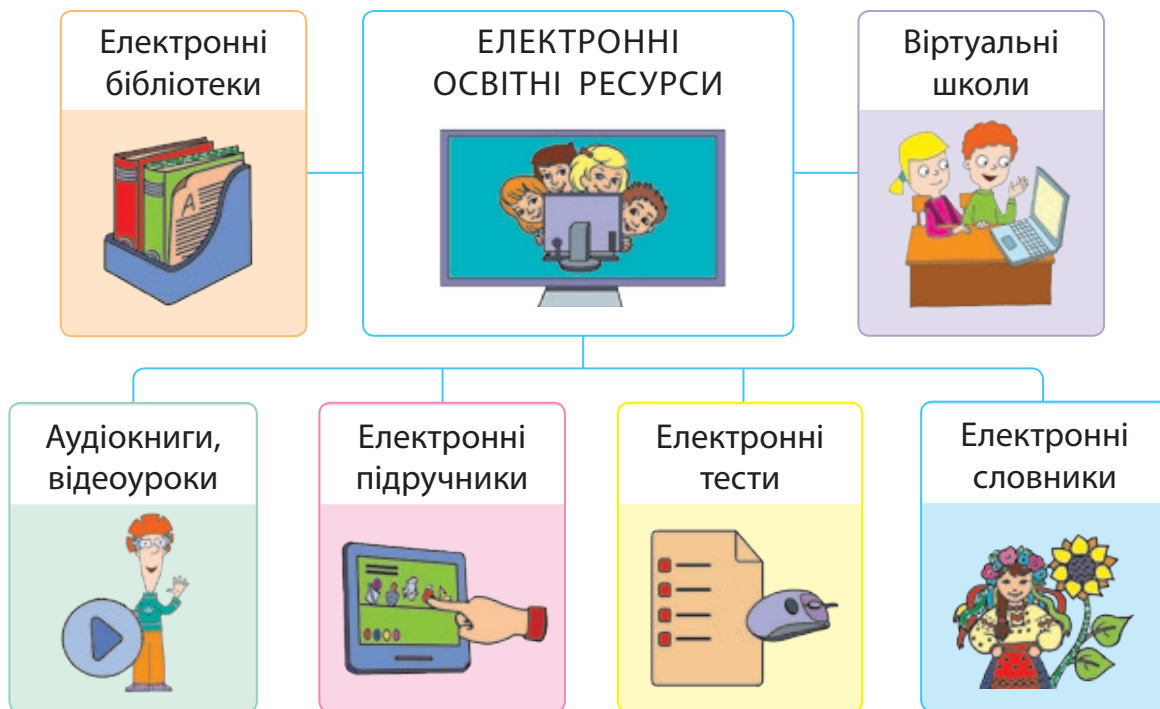 Електронні
бібліотеки
ЕЛЕКТРОННІ
ОСВІТНІ РЕСУРСИ
Віртуальні
школи
A
Аудіокниги,
відеоуроки
Електронні
підручники
Електронні
тести
Електронні
словники